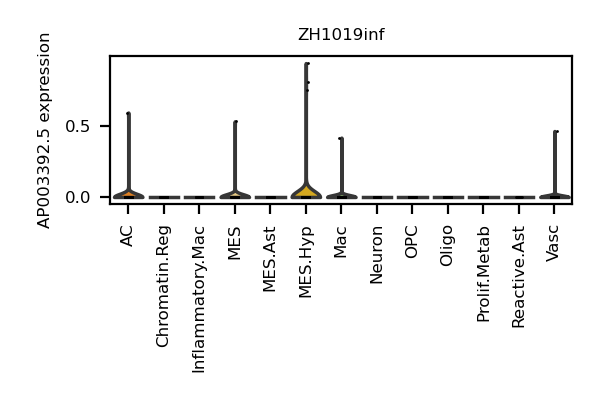 ZH1019inf
AP003392.5 expression
0.5
0.0
AC
Chromatin.Reg
Inflammatory.Mac
MES
MES.Ast
MES.Hyp
Mac
Neuron
OPC
Oligo
Prolif.Metab
Reactive.Ast
Vasc